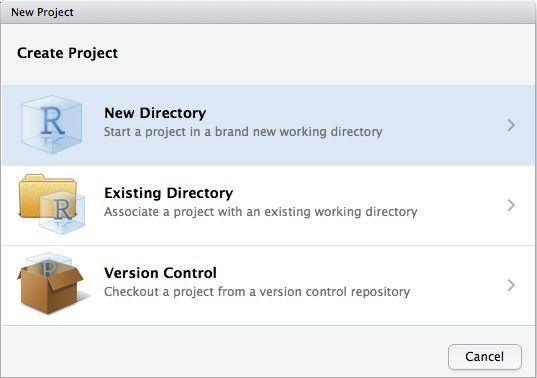 New Project
Create Project
R
New Directory
Start a project in a brand new working directory
R
Existing Directory
Associate a project with an existing working directory
R
Version Control
Checkout a project from a version control repository
Cancel